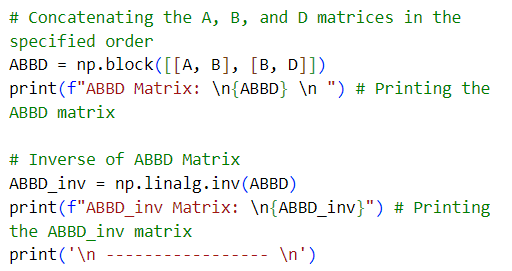 # Concatenating the A, B, and D matrices in the
specified order
ABBD = np.block([[A, B], [B, D]])
print(f"ABBD Matrix: \n{ABBD} \n ") # Printing the
ABBD matrix

# Inverse of ABBD Matrix
ABBD_inv = np.linalg.inv(ABBD)
print(f"ABBD_inv Matrix: \n{ABBD_inv}") # Printing
the ABBD_inv matrix
print('\n ----------------- \n')